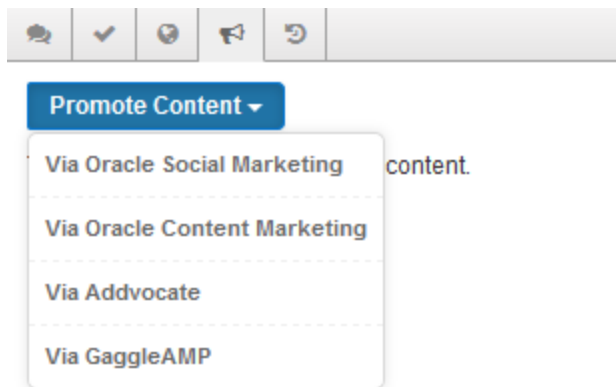 Promote Content
Via Oracle Social Marketing
content.
Via Oracle Content Marketing
Via Addvocate
Via GaggleAMP